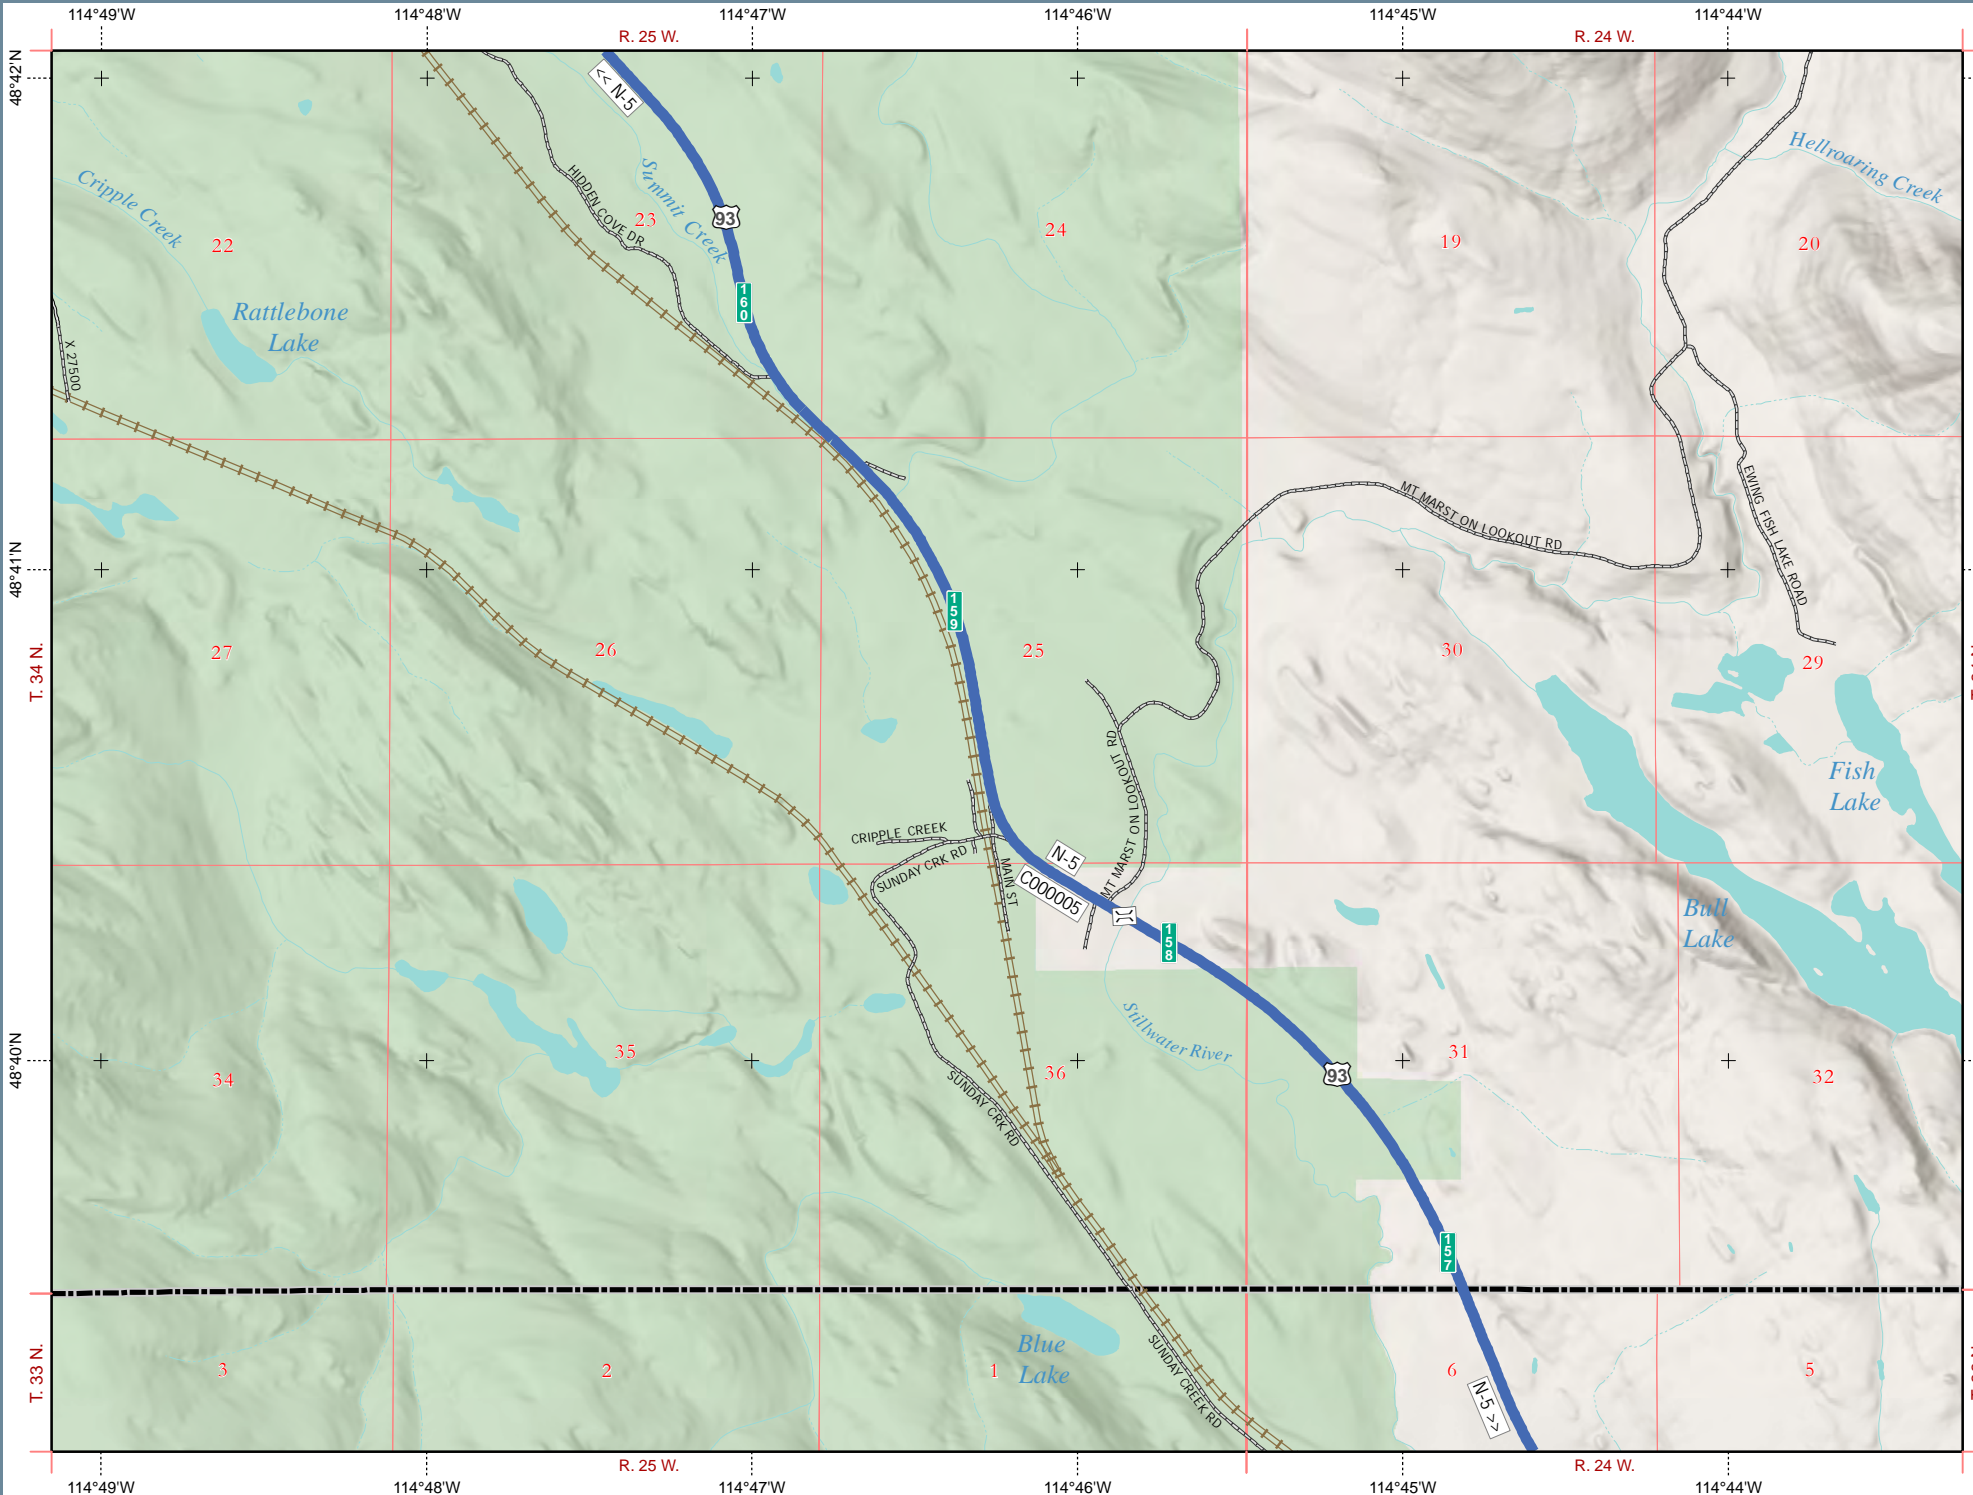 114°49'W
114°48'W
114°47'W
114°46'W
114°45'W
114°44'W
R. 25 W.
R. 24 W.
48°42'N
<< N-5
Hellroaring Creek
Cripple Creek
HIDDEN COVE DR
Summit Creek
93
22
23
24
19
20
160
Rattlebone
Lake
X 27500
EWING FISH LAKE ROAD
MT MARST ON LOOKOUT RD
48°41'N
159
T. 34 N.
27
26
25
30
29
MT MARST ON LOOKOUT RD
Fish
Lake
CRIPPLE CREEK
SUNDAY CRK RD
MAIN ST
N-5
C000005
Bull
Lake
158
Stillwater River
48°40'N
34
35
36
31
32
93
SUNDAY CRK RD
157
Blue
Lake
SUNDAY CREEK RD
T. 33 N.
3
2
1
6
5
N-5 >>
R. 25 W.
R. 24 W.
114°49'W
114°48'W
114°47'W
114°46'W
114°45'W
114°44'W